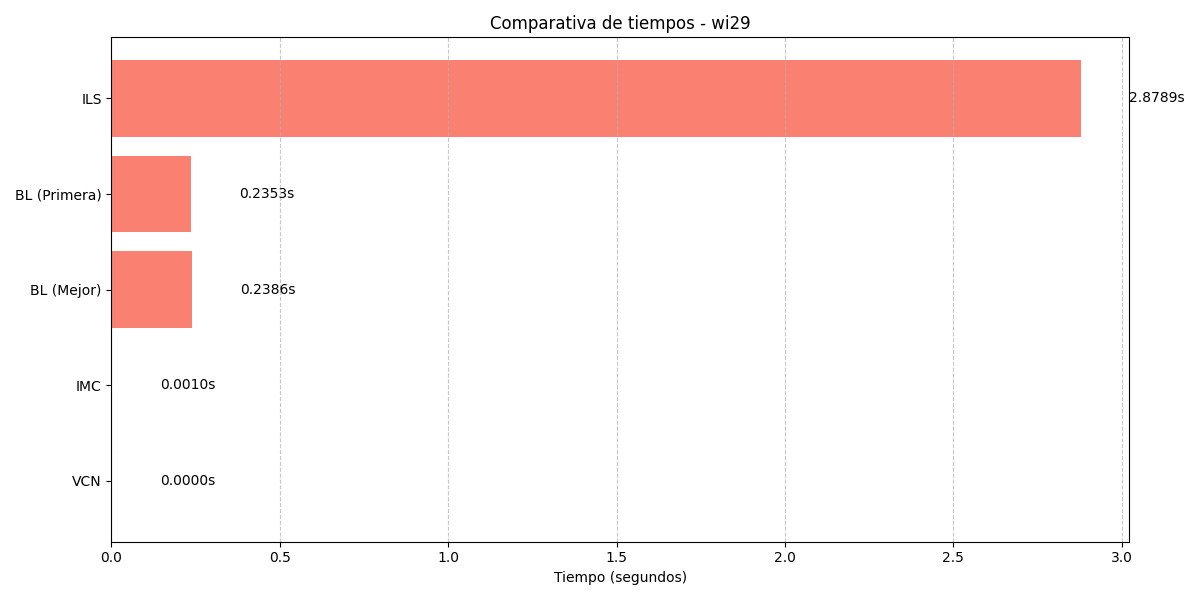 Comparativa de tiempos - wi29
ILS
2.8789s
BL (Primera)
0.2353s
BL (Mejor)
0.2386s
IMC
0.0010s
VCN
0.0000s
0.0 0.5 1.0 1.5 2.0 2.5 3.0
Tiempo (segundos)